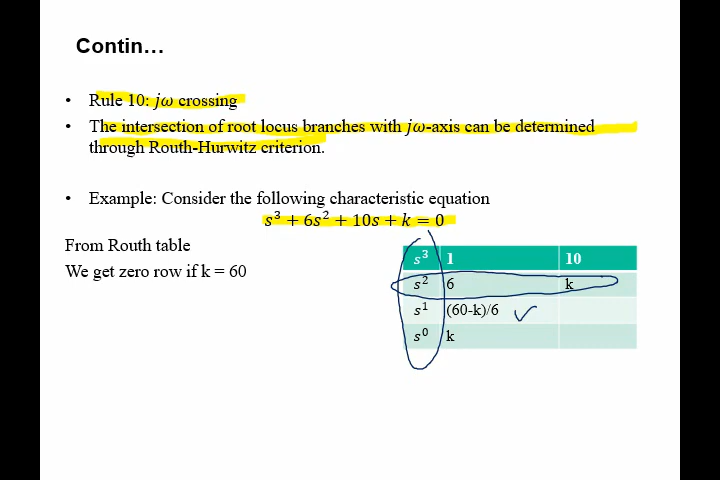 Contin…
• Rule 10: 𝑗𝜔 crossing
• The intersection of root locus branches with 𝑗𝜔-axis can be determined
through Routh-Hurwitz criterion.
• Example: Consider the following characteristic equation
𝑠³ + 6𝑠² + 10𝑠 + 𝑘 = 0
From Routh table
We get zero row if k = 60
𝑠³ 1 10
𝑠² 6 k
𝑠¹ (60-k)/6
𝑠⁰ k